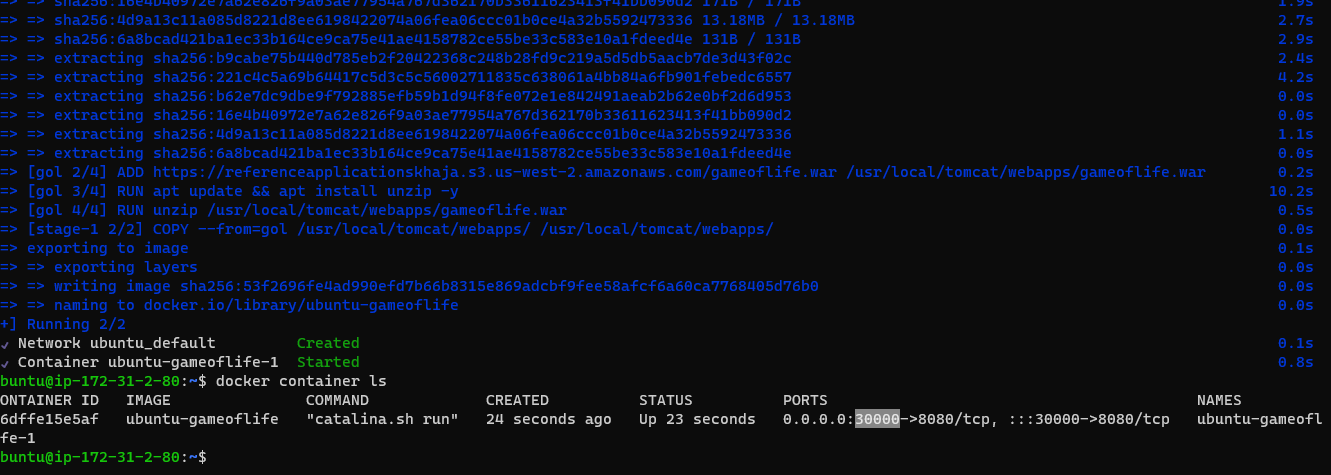 => => sha256:16e4b40972e7a62e826f9a03ae77954a767d362170b33611623413f41bb090d2 171B / 171B 1.9s
=> => sha256:4d9a13c11a085d8221d8ee6198422074a06fea06ccc01b0ce4a32b5592473336 13.18MB / 13.18MB 2.7s
=> => sha256:6a8bcad421ba1ec33b164ce9ca75e41ae4158782ce55be33c583e10a1fdeed4e 131B / 131B 2.9s
=> => extracting sha256:b9cabe75b440d785eb2f20422368c248b28fd9c219a5d5db5aacb7de3d43f02c 2.4s
=> => extracting sha256:221c4c5a69b64417c5d3c5c56002711835c638061a4bb84a6fb901febedc6557 4.2s
=> => extracting sha256:b62e7dc9dbe9f792885efb59b1d94f8fe072e1e842491aeab2b62e0bf2d6d953 0.0s
=> => extracting sha256:16e4b40972e7a62e826f9a03ae77954a767d362170b33611623413f41bb090d2 0.0s
=> => extracting sha256:4d9a13c11a085d8221d8ee6198422074a06fea06ccc01b0ce4a32b5592473336 1.1s
=> => extracting sha256:6a8bcad421ba1ec33b164ce9ca75e41ae4158782ce55be33c583e10a1fdeed4e 0.0s
=> [gol 2/4] ADD https://referenceapplicationskhaja.s3.us-west-2.amazonaws.com/gameoflife.war /usr/local/tomcat/webapps/gameoflife.war 0.2s
=> [gol 3/4] RUN apt update && apt install unzip -y 10.2s
=> [gol 4/4] RUN unzip /usr/local/tomcat/webapps/gameoflife.war 0.5s
=> [stage-1 2/2] COPY --from=gol /usr/local/tomcat/webapps/ /usr/local/tomcat/webapps/ 0.0s
=> exporting to image 0.1s
=> => exporting layers 0.0s
=> => writing image sha256:53f2696fe4ad990efd7b66b8315e869adcbf9fee58afcf6a60ca7768405d76b0 0.0s
=> => naming to docker.io/library/ubuntu-gameoflife 0.0s
+] Running 2/2
✔ Network ubuntu_default Created 0.1s
✔ Container ubuntu-gameoflife-1 Started 0.8s
buntu@ip-172-31-2-80:~$ docker container ls
ONTAINER ID IMAGE COMMAND CREATED STATUS PORTS NAMES
6dffe15e5af ubuntu-gameoflife "catalina.sh run" 24 seconds ago Up 23 seconds 0.0.0.0:30000->8080/tcp, :::30000->8080/tcp ubuntu-gameofl
fe-1
buntu@ip-172-31-2-80:~$